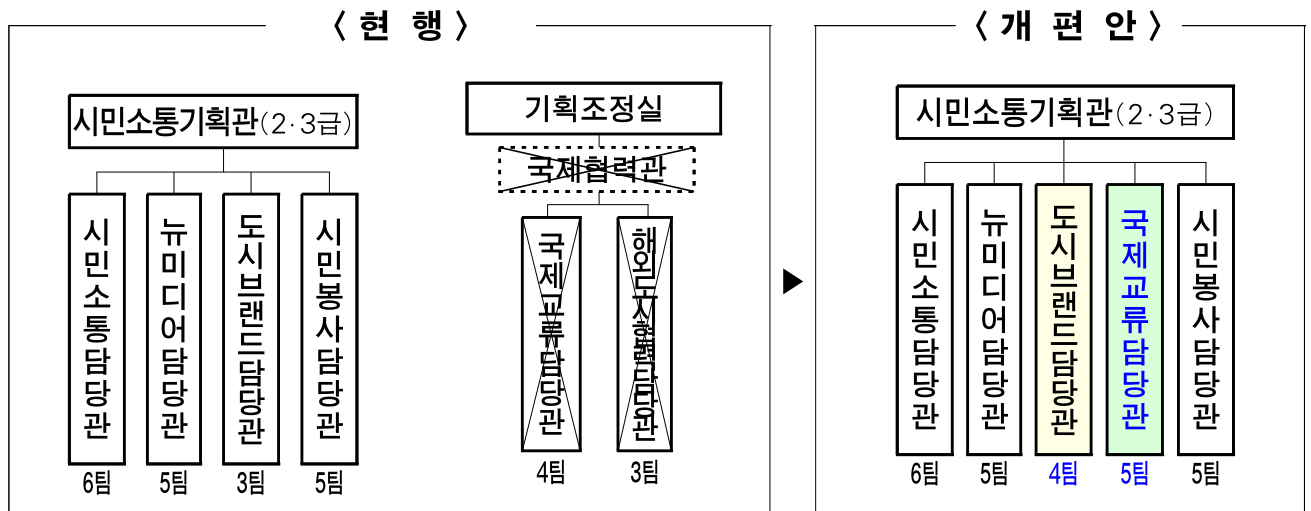 〈 현 행 〉
시민소통기획관(2·3급)
시민소통담당관
6팀
뉴미디어담당관
5팀
도시브랜드담당관
3팀
시민봉사담당관
5팀
기획조정실
국제협력관
국제교류담당관
4팀
해외도시협력담당관
3팀
▶
〈 개 편 안 〉
시민소통기획관(2·3급)
시민소통담당관
6팀
뉴미디어담당관
5팀
도시브랜드담당관
4팀
국제교류담당관
5팀
시민봉사담당관
5팀